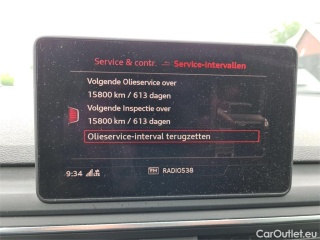 Service & contr. Service-intervallen
Volgende Olieservice over
15800 km / 613 dagen
Volgende Inspectie over
15800 km / 613 dagen
Olieservice-interval terugzetten
9:34 RADIO538
© CarOutlet.eu